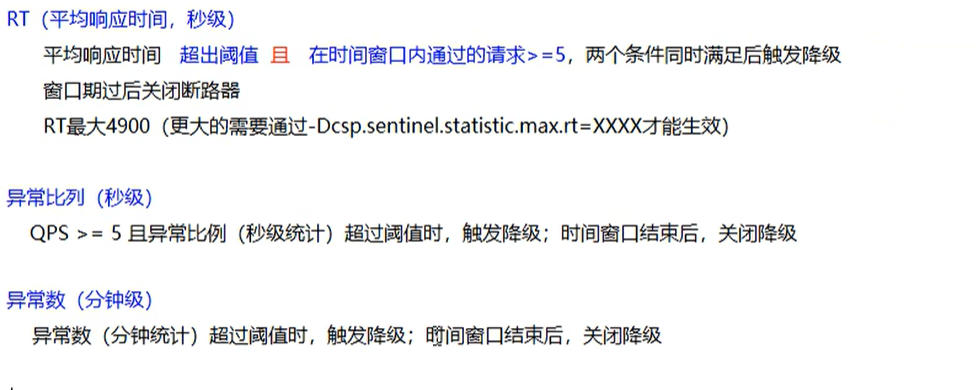 RT（平均响应时间，秒级）
平均响应时间 超出阈值 且 在时间窗口内通过的请求>=5，两个条件同时满足后触发降级
窗口期过后关闭断路器
RT最大4900（更大的需要通过-Dcsp.sentinel.statistic.max.rt=XXXX才能生效）
异常比列（秒级）
QPS >= 5 且异常比例（秒级统计）超过阈值时，触发降级；时间窗口结束后，关闭降级
异常数（分钟级）
异常数（分钟统计）超过阈值时，触发降级；时间窗口结束后，关闭降级